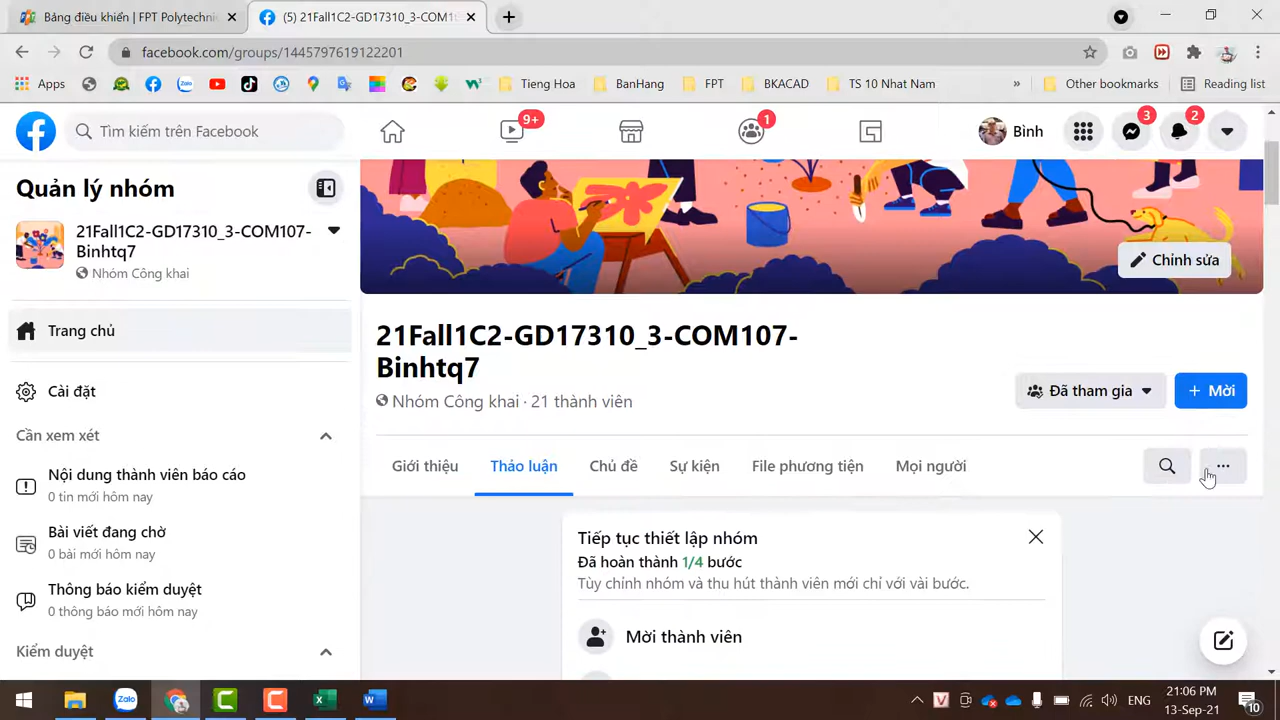 Bảng điều khiển | FPT Polytechni
(5) 21Fall1C2-GD17310_3-COM10
facebook.com/groups/1445797619122201
Apps
Tieng Hoa
BanHang
FPT
BKACAD
TS 10 Nhat Nam
»
Other bookmarks
Reading list
Tìm kiếm trên Facebook
9+
1
Bình
3
2
Quản lý nhóm
21Fall1C2-GD17310_3-COM107-
Binhtq7
Nhóm Công khai
Trang chủ
Cài đặt
Cần xem xét
Nội dung thành viên báo cáo
0 tin mới hôm nay
Bài viết đang chờ
0 bài mới hôm nay
Thông báo kiểm duyệt
0 thông báo mới hôm nay
Kiểm duyệt
Chỉnh sửa
21Fall1C2-GD17310_3-COM107-
Binhtq7
Nhóm Công khai · 21 thành viên
Đã tham gia
+ Mời
Giới thiệu
Thảo luận
Chủ đề
Sự kiện
File phương tiện
Mọi người
Tiếp tục thiết lập nhóm
Đã hoàn thành 1/4 bước
Tùy chỉnh nhóm và thu hút thành viên mới chỉ với vài bước.
Mời thành viên
Zalo
ENG
21:06 PM
13-Sep-21
10